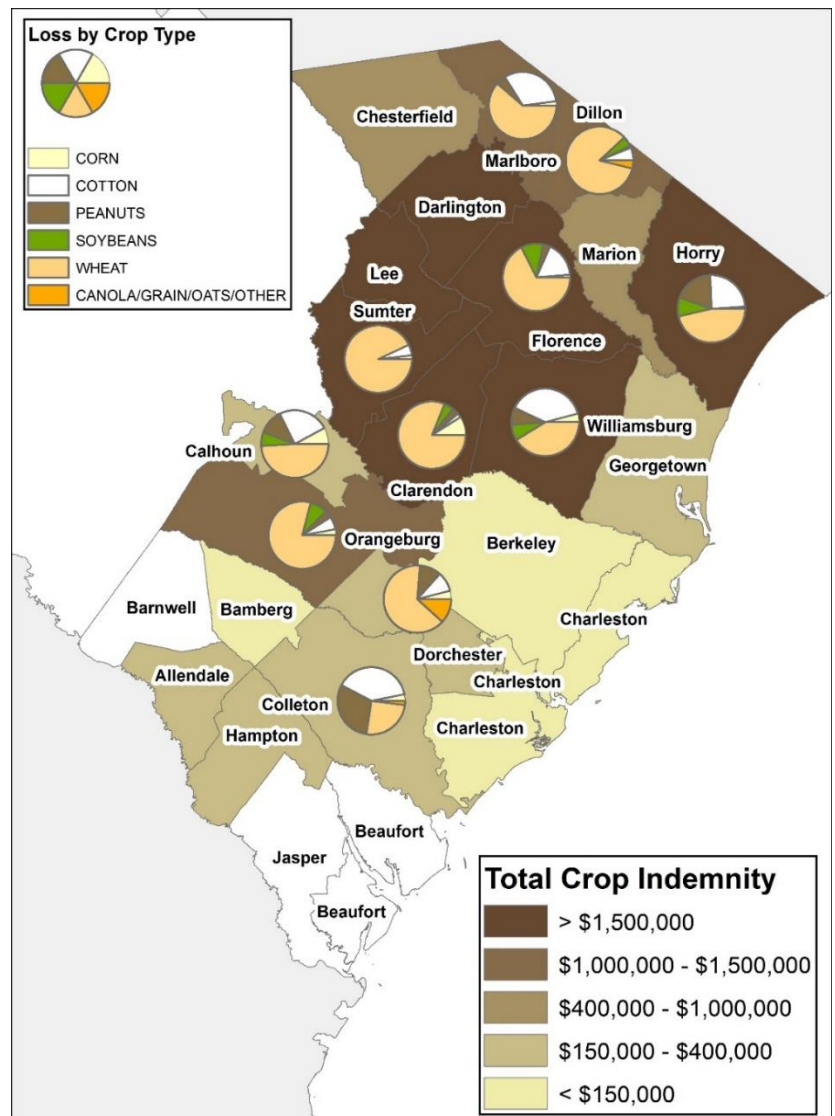 Loss by Crop Type
CORN
COTTON
PEANUTS
SOYBEANS
WHEAT
CANOLA/GRAIN/OATS/OTHER
Chesterfield
Dillon
Marlboro
Darlington
Marion
Horry
Lee
Sumter
Florence
Williamsburg
Calhoun
Georgetown
Clarendon
Orangeburg
Berkeley
Barnwell
Bamberg
Charleston
Dorchester
Allendale
Charleston
Colleton
Charleston
Hampton
Beaufort
Jasper
Beaufort
Total Crop Indemnity
> $1,500,000
$1,000,000 - $1,500,000
$400,000 - $1,000,000
$150,000 - $400,000
< $150,000